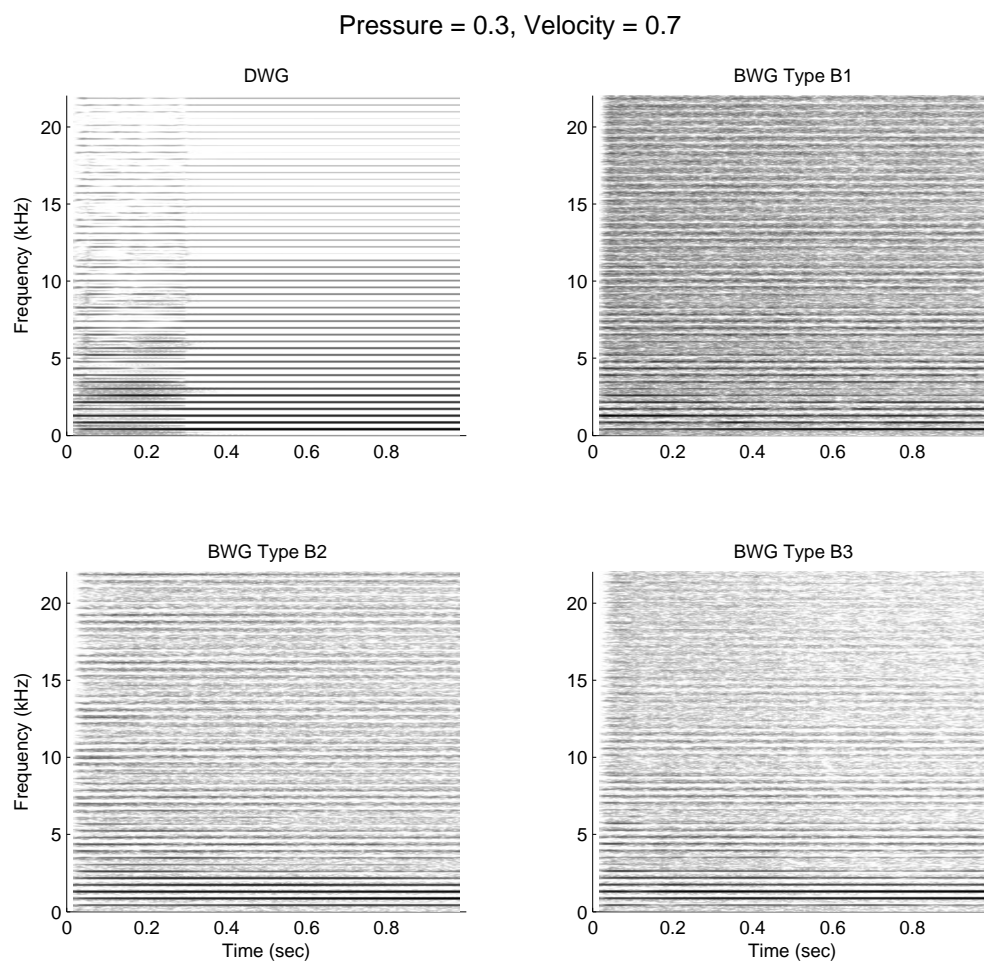 Pressure = 0.3, Velocity = 0.7
DWG
20
15
10
5
0
0 0.2 0.4 0.6 0.8
Frequency (kHz)
BWG Type B1
20
15
10
5
0
0 0.2 0.4 0.6 0.8
BWG Type B2
20
15
10
5
0
0 0.2 0.4 0.6 0.8
Time (sec)
Frequency (kHz)
BWG Type B3
20
15
10
5
0
0 0.2 0.4 0.6 0.8
Time (sec)